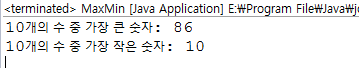 <terminated> MaxMin [Java Application] E:\Program File\Java\j
10개의 수 중 가장 큰 숫자: 86
10개의 수 중 가장 작은 숫자: 10